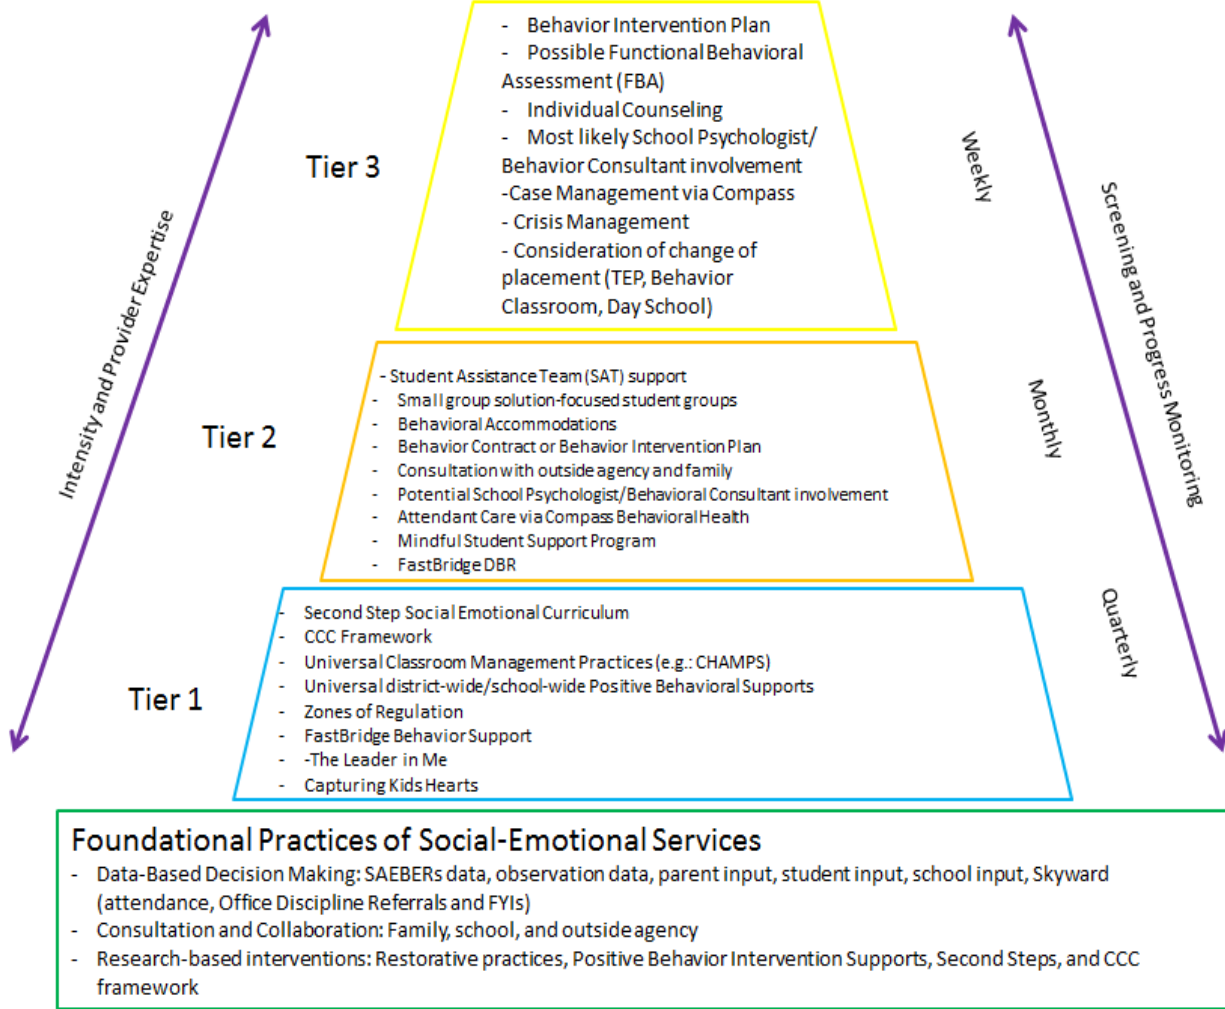 - Behavior Intervention Plan
- Possible Functional Behavioral
Assessment (FBA)
- Individual Counseling
- Most likely School Psychologist/
Behavior Consultant involvement
-Case Management via Compass
- Crisis Management
- Consideration of change of
placement (TEP, Behavior
Classroom, Day School)
Tier 3
Weekly
Intensity and Provider Expertise
Screening and Progress Monitoring
- Student Assistance Team (SAT) support
- Small group solution-focused student groups
- Behavioral Accommodations
- Behavior Contract or Behavior Intervention Plan
- Consultation with outside agency and family
- Potential School Psychologist/Behavioral Consultant involvement
- Attendant Care via Compass Behavioral Health
- Mindful Student Support Program
- FastBridge DBR
Tier 2
Monthly
- Second Step Social Emotional Curriculum
- CCC Framework
- Universal Classroom Management Practices (e.g.: CHAMPS)
- Universal district-wide/school-wide Positive Behavioral Supports
- Zones of Regulation
- FastBridge Behavior Support
- -The Leader in Me
- Capturing Kids Hearts
Tier 1
Quarterly
Foundational Practices of Social-Emotional Services
- Data-Based Decision Making: SAEBERs data, observation data, parent input, student input, school input, Skyward
(attendance, Office Discipline Referrals and FYIs)
- Consultation and Collaboration: Family, school, and outside agency
- Research-based interventions: Restorative practices, Positive Behavior Intervention Supports, Second Steps, and CCC
framework